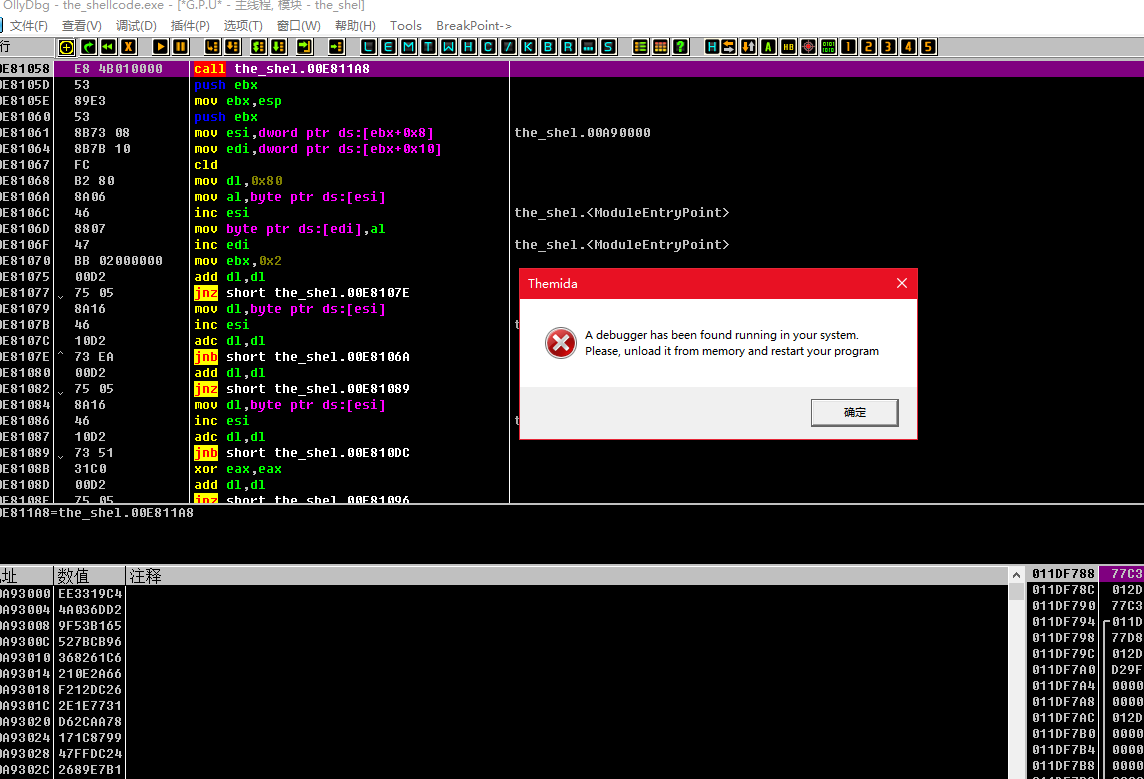 OllyDbg - the_shellcode.exe - [*G.P.U* - 主线程, 模块 - the_shel]
文件(F) 查看(V) 调试(D) 插件(P) 选项(T) 窗口(W) 帮助(H) Tools BreakPoint->
行 L E M T W H C / K B R ... S ? H A HB 1 2 3 4 5
0E81058 E8 4B010000 call the_shel.00E811A8
0E8105D 53 push ebx
0E8105E 89E3 mov ebx,esp
0E81060 53 push ebx
0E81061 8B73 08 mov esi,dword ptr ds:[ebx+0x8] the_shel.00A90000
0E81064 8B7B 10 mov edi,dword ptr ds:[ebx+0x10]
0E81067 FC cld
0E81068 B2 80 mov dl,0x80
0E8106A 8A06 mov al,byte ptr ds:[esi]
0E8106C 46 inc esi the_shel.<ModuleEntryPoint>
0E8106D 8807 mov byte ptr ds:[edi],al
0E8106F 47 inc edi the_shel.<ModuleEntryPoint>
0E81070 BB 02000000 mov ebx,0x2
0E81075 00D2 add dl,dl
0E81077 75 05 jnz short the_shel.00E8107E
0E81079 8A16 mov dl,byte ptr ds:[esi]
0E8107B 46 inc esi
0E8107C 10D2 adc dl,dl
0E8107E 73 EA jnb short the_shel.00E8106A
0E81080 00D2 add dl,dl
0E81082 75 05 jnz short the_shel.00E81089
0E81084 8A16 mov dl,byte ptr ds:[esi]
0E81086 46 inc esi
0E81087 10D2 adc dl,dl
0E81089 73 51 jnb short the_shel.00E810DC
0E8108B 31C0 xor eax,eax
0E8108D 00D2 add dl,dl
0E8108F 75 05 jnz short the_shel.00E81096
Themida
A debugger has been found running in your system.
Please, unload it from memory and restart your program
确定
0E811A8=the_shel.00E811A8
址 数值 注释
0A93000 EE3319C4
0A93004 4A036DD2
0A93008 9F53B165
0A9300C 527BCB96
0A93010 368261C6
0A93014 210E2A66
0A93018 F212DC26
0A9301C 2E1E7731
0A93020 D62CAA78
0A93024 171C8799
0A93028 47FFDC24
0A9302C 2689E7B1
011DF788 77C3
011DF78C 012D
011DF790 77C3
011DF794 011D
011DF798 77D8
011DF79C 012D
011DF7A0 D29F
011DF7A4 0000
011DF7A8 0000
011DF7AC 012D
011DF7B0 0000
011DF7B4 0000
011DF7B8 0000